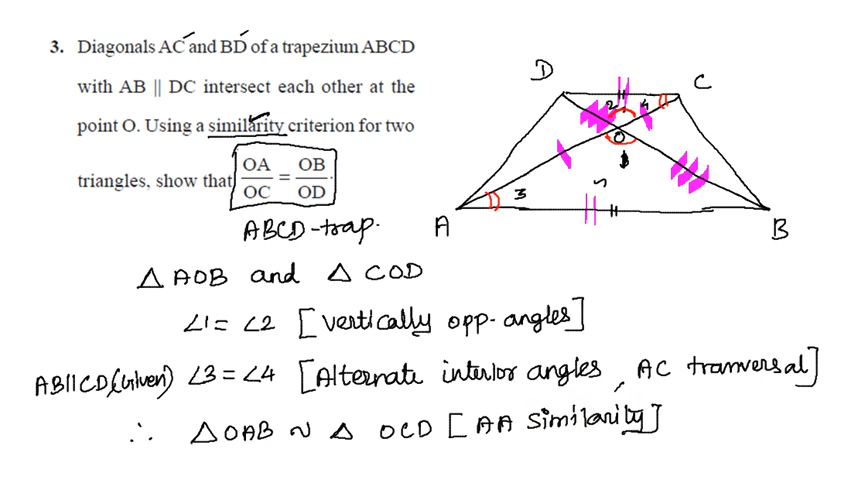 3. Diagonals AC and BD of a trapezium ABCD
with AB || DC intersect each other at the
point O. Using a similarity criterion for two
triangles, show that OA/OC = OB/OD.
D C
2 4
O
1
3
A B
ABCD-trap.
△ AOB and △ COD
∠1 = ∠2 [vertically opp-angles]
AB||CD(Given) ∠3 = ∠4 [Alternate interior angles, AC tranversal]
∴ △OAB ~ △ OCD [AA Similarity]